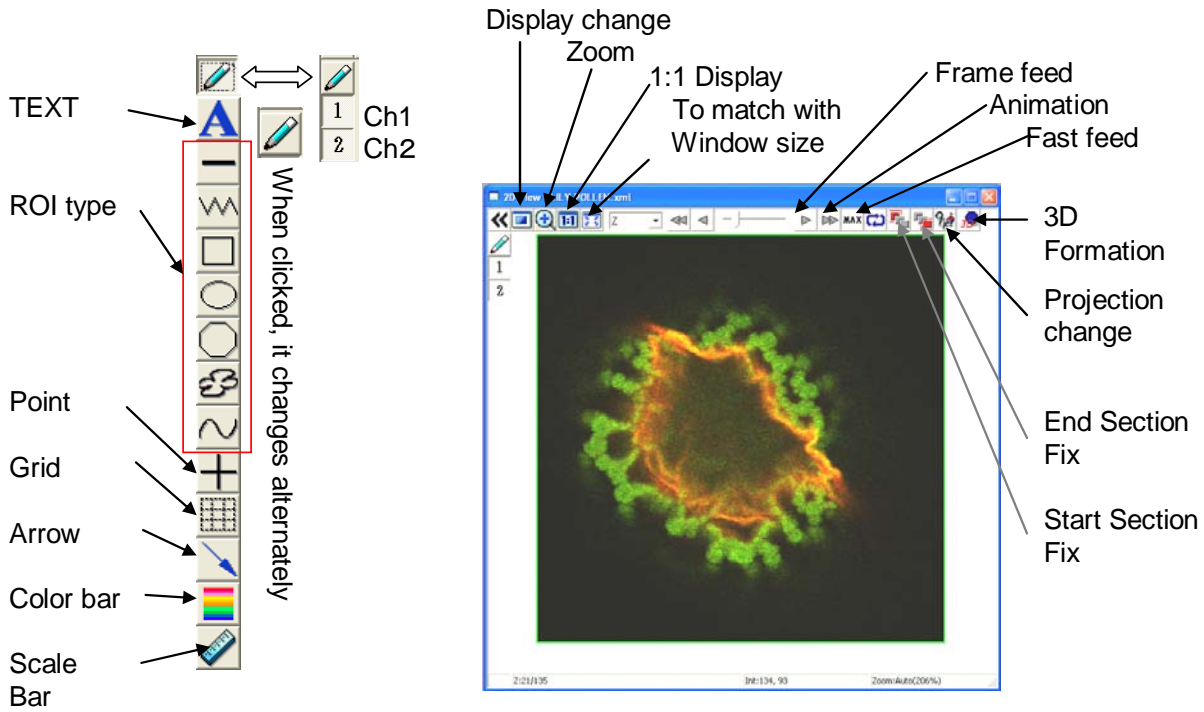 Display change
Zoom
1:1 Display
To match with
Window size
Frame feed
Animation
Fast feed
TEXT
A
1
2
Ch1
Ch2
When clicked, it changes alternately
ROI type
Point
Grid
Arrow
Color bar
Scale
Bar
2D View
.xml
1:1
Z
MAX
1
2
3D
Formation
Projection
change
End Section
Fix
Start Section
Fix
Z:21/135
Int:134, 93
Zoom:Auto(206%)